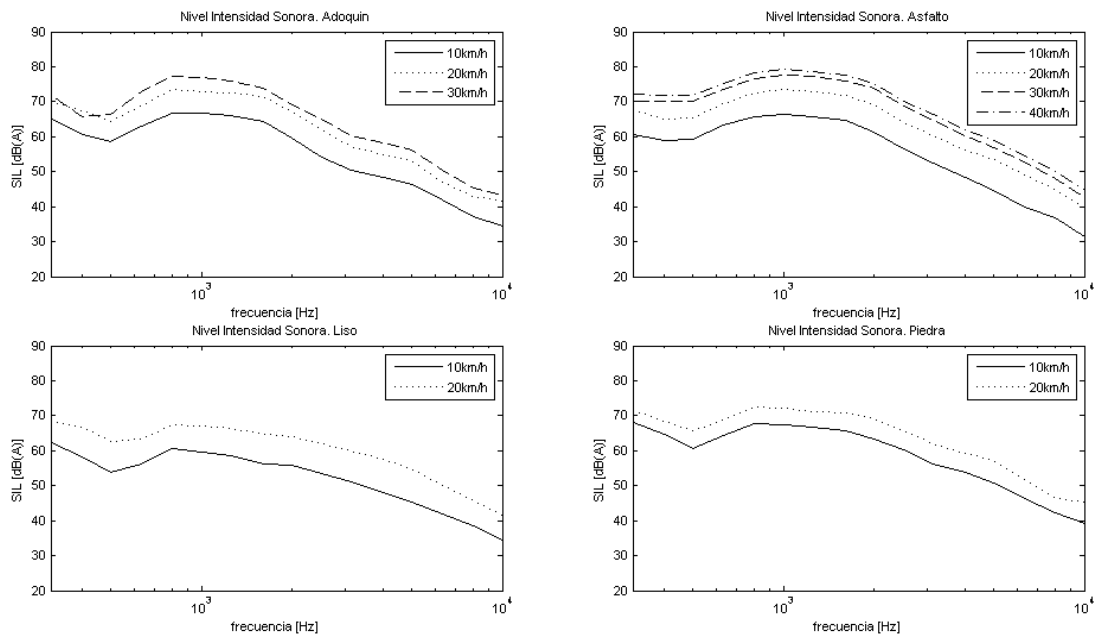 Nivel Intensidad Sonora. Adoquin
90
80
70
60
50
40
30
20
SIL [dB(A)]
10km/h
20km/h
30km/h
10³
10⁴
frecuencia [Hz]
Nivel Intensidad Sonora. Asfalto
90
80
70
60
50
40
30
20
SIL [dB(A)]
10km/h
20km/h
30km/h
40km/h
10³
10⁴
frecuencia [Hz]
Nivel Intensidad Sonora. Liso
90
80
70
60
50
40
30
20
SIL [dB(A)]
10km/h
20km/h
10³
10⁴
frecuencia [Hz]
Nivel Intensidad Sonora. Piedra
90
80
70
60
50
40
30
20
SIL [dB(A)]
10km/h
20km/h
10³
10⁴
frecuencia [Hz]